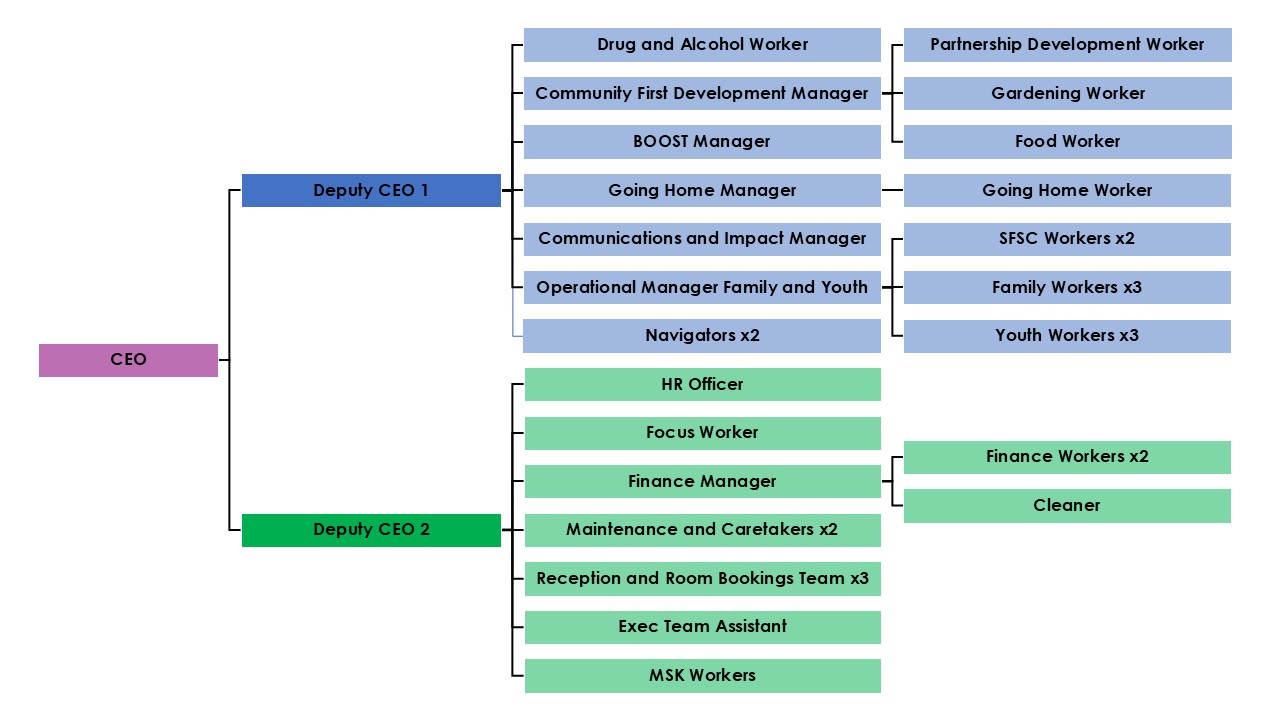 Drug and Alcohol Worker
Partnership Development Worker
Community First Development Manager
Gardening Worker
BOOST Manager
Food Worker
Deputy CEO 1
Going Home Manager
Going Home Worker
Communications and Impact Manager
SFSC Workers x2
Operational Manager Family and Youth
Family Workers x3
Navigators x2
Youth Workers x3
CEO
HR Officer
Focus Worker
Finance Workers x2
Finance Manager
Cleaner
Deputy CEO 2
Maintenance and Caretakers x2
Reception and Room Bookings Team x3
Exec Team Assistant
MSK Workers